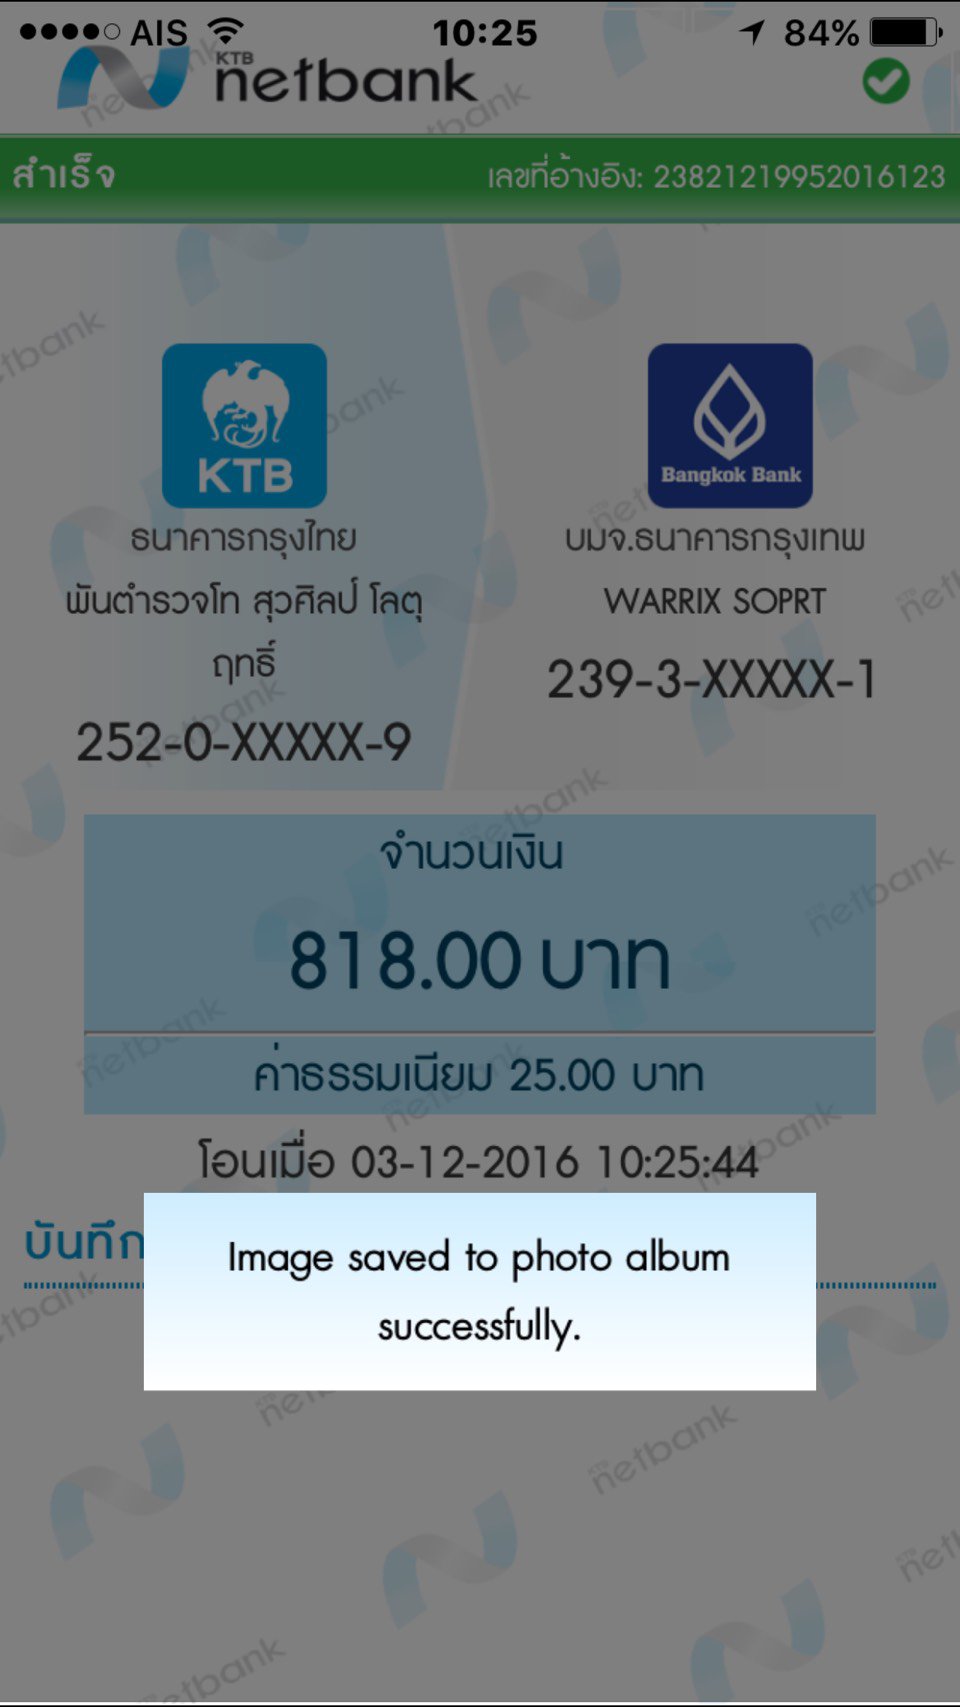 AIS 10:25 84%
KTB
netbank
สำเร็จ เลขที่อ้างอิง: 23821219952016123
KTB
Bangkok Bank
ธนาคารกรุงไทย
บมจ.ธนาคารกรุงเทพ
พันตำรวจโท สุวศิลป์ โลตุ
ฤทธิ์
WARRIX SOPRT
252-0-XXXXX-9
239-3-XXXXX-1
จำนวนเงิน
818.00 บาท
ค่าธรรมเนียม 25.00 บาท
โอนเมื่อ 03-12-2016 10:25:44
บันทึก
Image saved to photo album
successfully.